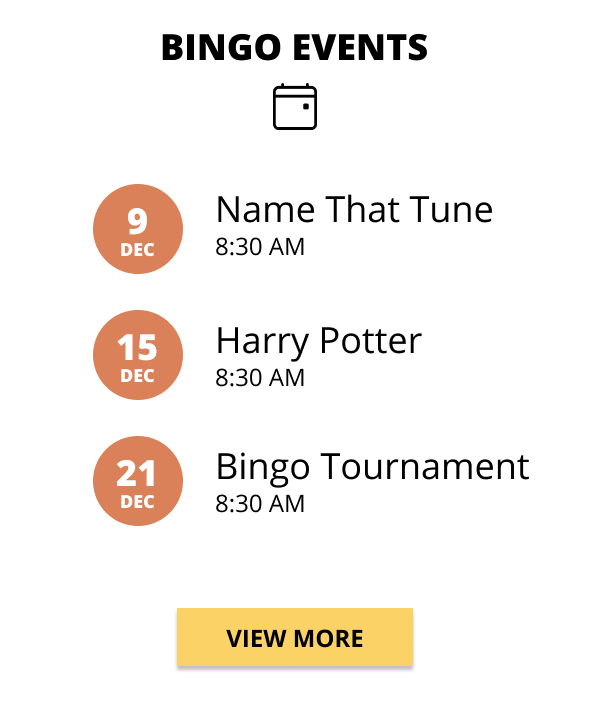 BINGO EVENTS
9
DEC
Name That Tune
8:30 AM
15
DEC
Harry Potter
8:30 AM
21
DEC
Bingo Tournament
8:30 AM
VIEW MORE